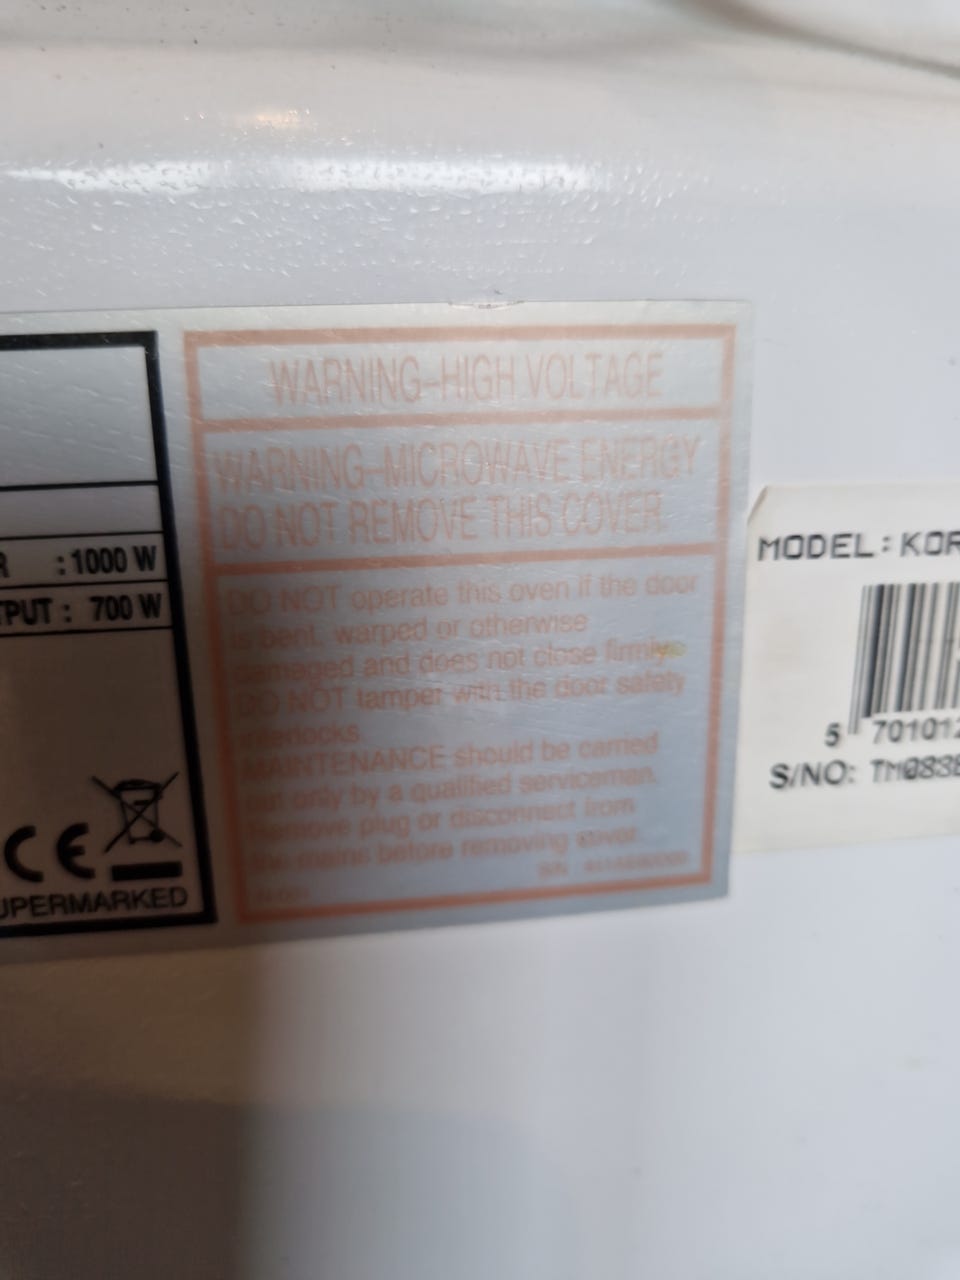 : 1000 W
TPUT : 700 W
CE
UPERMARKED
WARNING-HIGH VOLTAGE
WARNING-MICROWAVE ENERGY
DO NOT REMOVE THIS COVER.
DO NOT operate this oven if the door
is bent, warped or otherwise
damaged and does not close firmly.
DO NOT tamper with the door safety
interlocks.
MAINTENANCE should be carried
out only by a qualified serviceman.
Remove plug or disconnect from
the mains before removing cover.
S/N :
MODEL: KOR
5 701012
S/NO: TM083